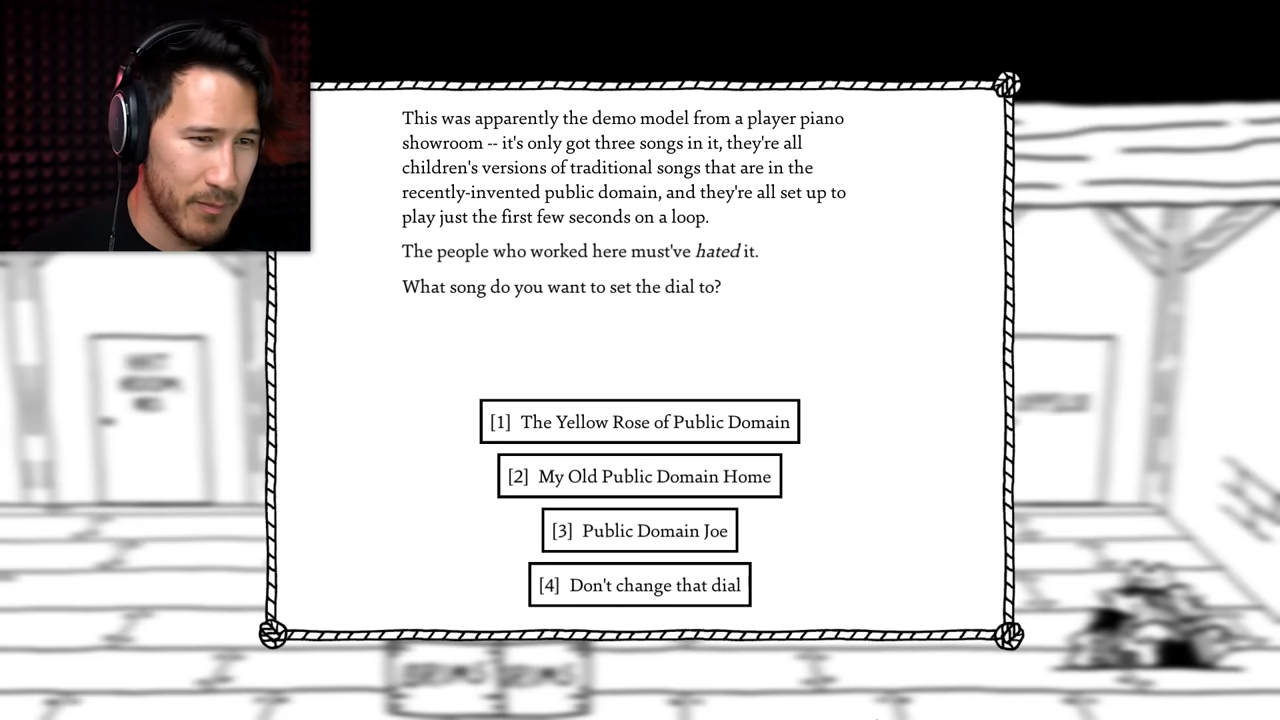 This was apparently the demo model from a player piano
showroom -- it's only got three songs in it, they're all
children's versions of traditional songs that are in the
recently-invented public domain, and they're all set up to
play just the first few seconds on a loop.
The people who worked here must've hated it.
What song do you want to set the dial to?
[1] The Yellow Rose of Public Domain
[2] My Old Public Domain Home
[3] Public Domain Joe
[4] Don't change that dial